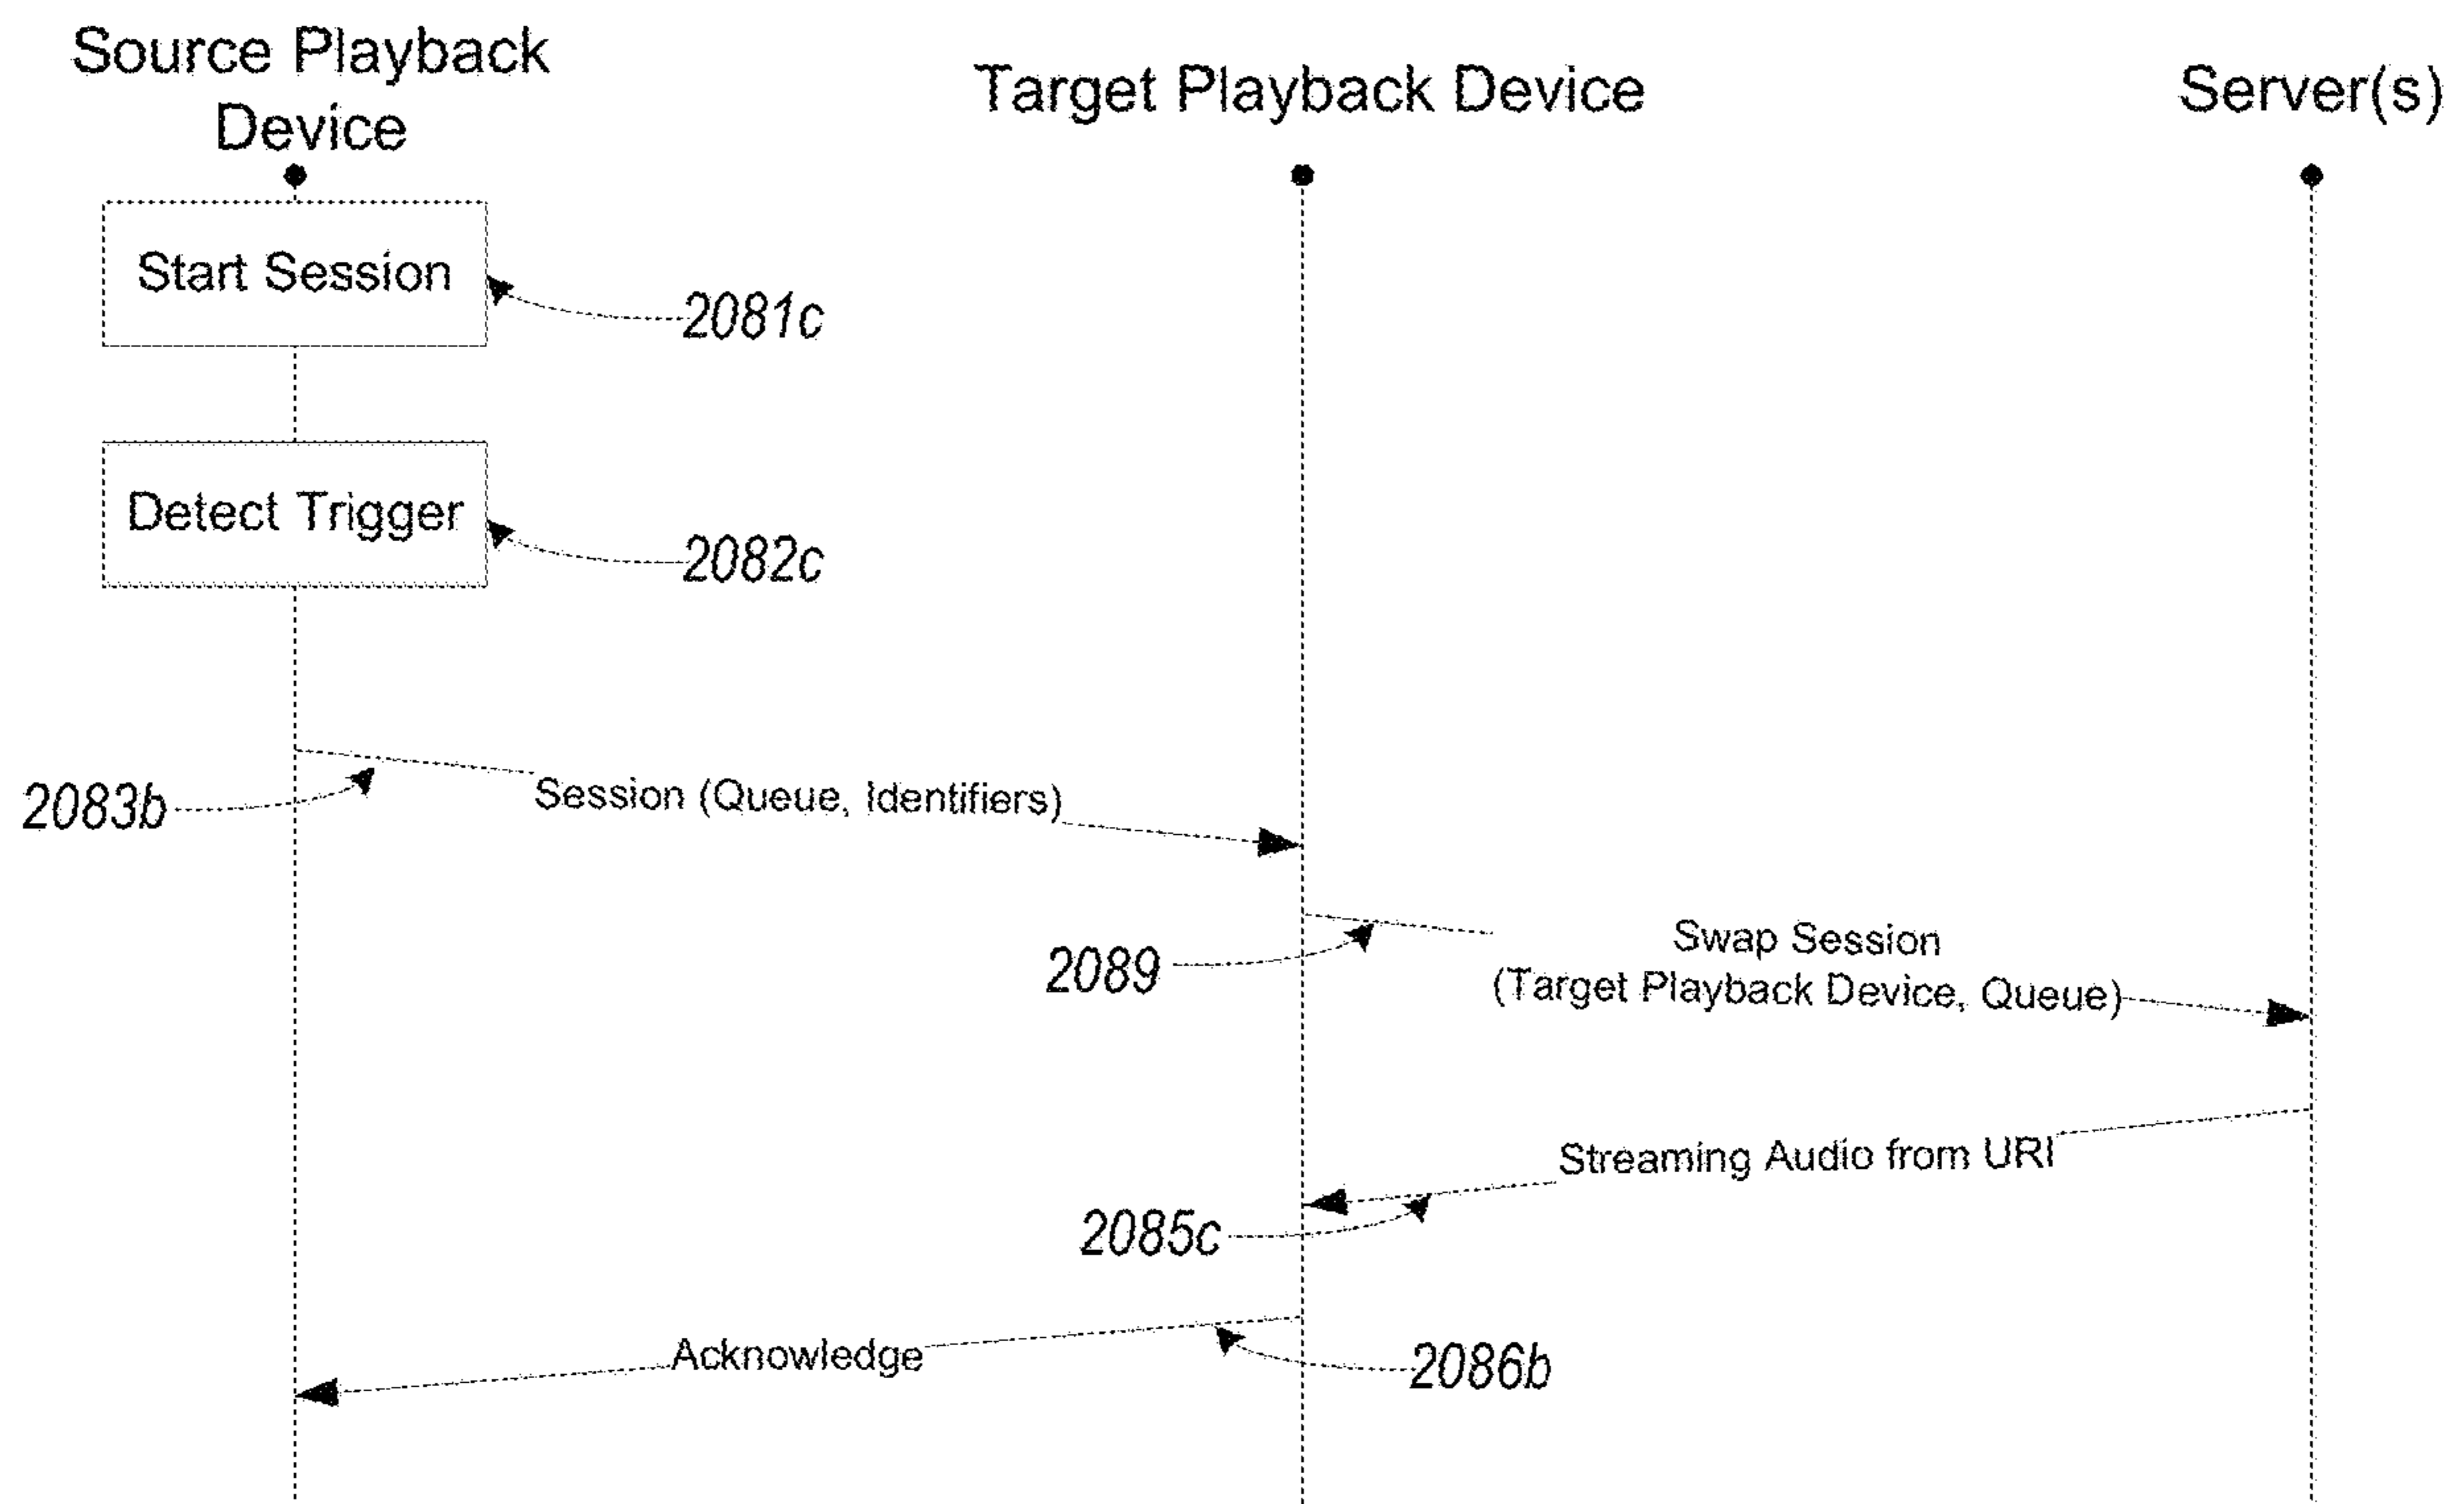 Source Playback
Device
Target Playback Device
Server(s)
Start Session
2081c
Detect Trigger
2082c
2083b
Session (Queue, Identifiers)
2089
Swap Session
(Target Playback Device, Queue)
Streaming Audio from URI
2085c
Acknowledge
2086b